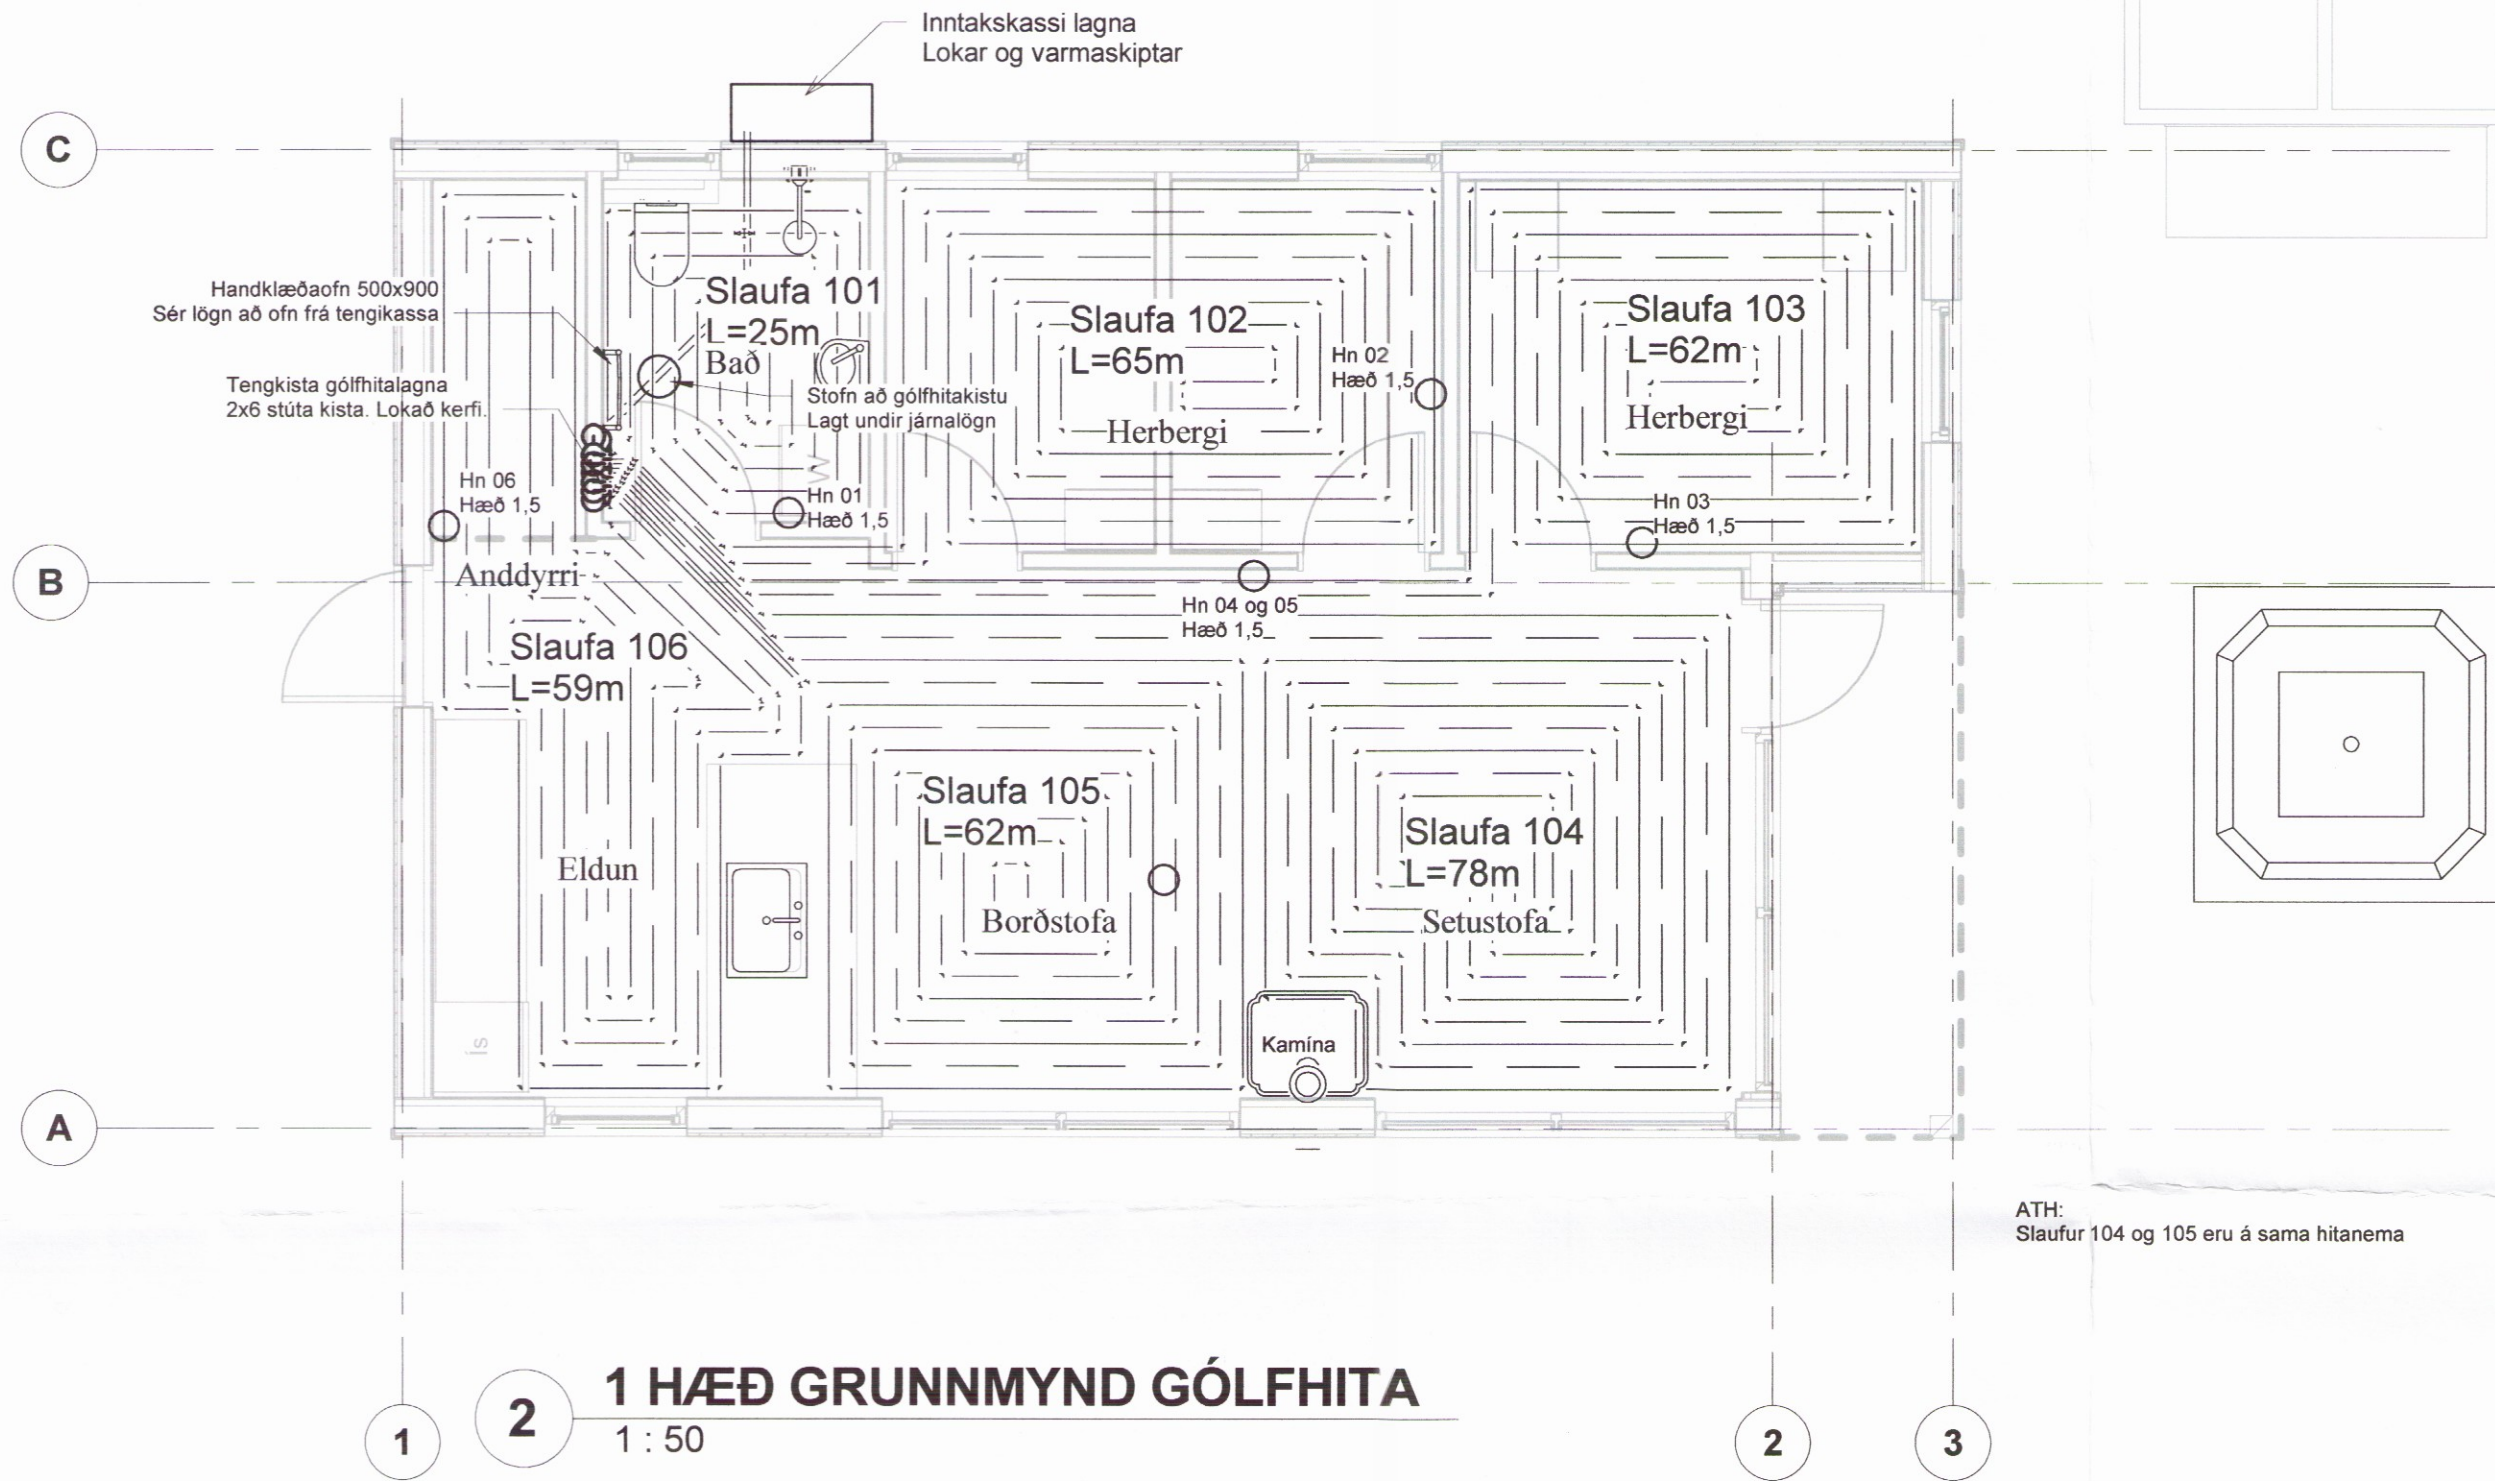 Inntakskassi lagna
Lokar og varmaskiptar
C
Handklæðaofn 500x900
Sér lögn að ofn frá tengikassa
Tengkista gólfhitalagna
2x6 stúta kista. Lokað kerfi.
Slaufa 101
L=25m
Bað
Stofn að gólfhitakistu
Lagt undir járnalögn
Slaufa 102
L=65m
Herbergi
Hn 02
Hæð 1,5
Slaufa 103
L=62m
Herbergi
Hn 06
Hæð 1,5
Hn 01
Hæð 1,5
Hn 03
Hæð 1,5
B
Anddyrri
Hn 04 og 05
Hæð 1,5
Slaufa 106
L=59m
Slaufa 105
L=62m
Slaufa 104
L=78m
Eldun
Borðstofa
Setustofa
ís
Kamína
A
ATH:
Slaufur 104 og 105 eru á sama hitanema
1 HÆÐ GRUNNMYND GÓLFHITA
2
1 : 50
1
2
3